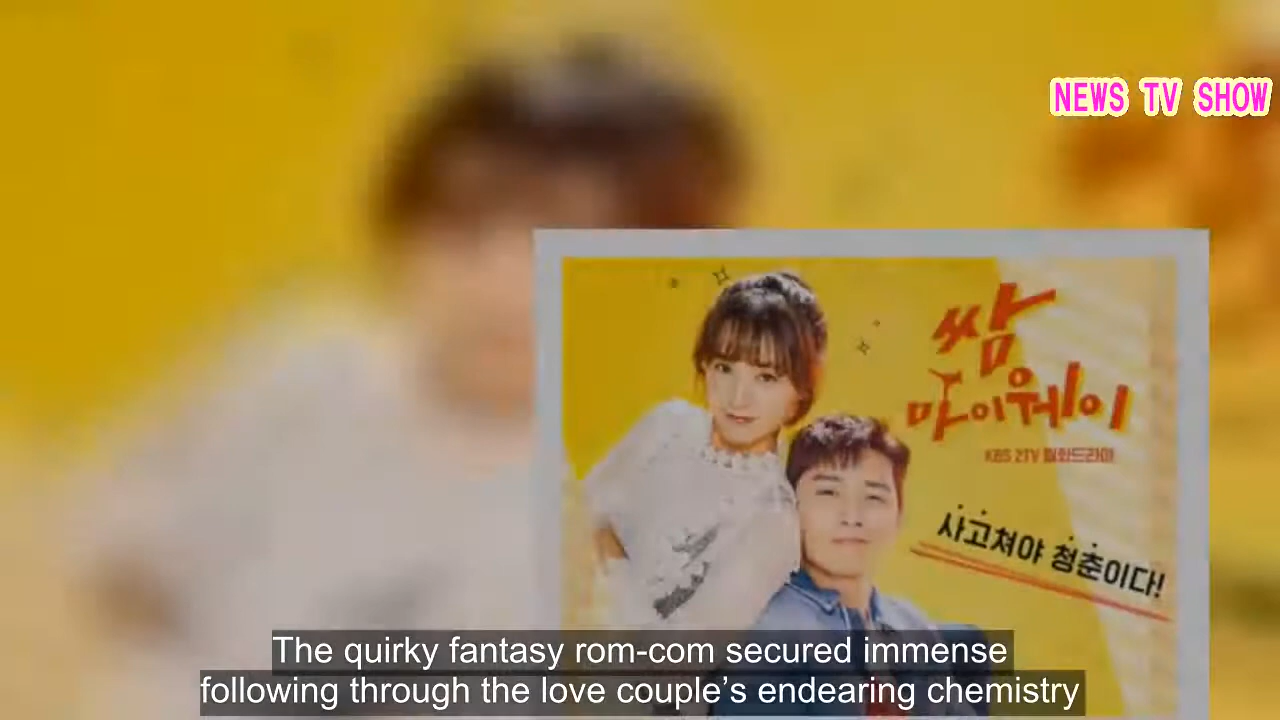 NEWS TV SHOW
쌈
마이웨이
KBS 2TV 월화드라마
사고쳐야 청춘이다!
The quirky fantasy rom-com secured immense
following through the love couple’s endearing chemistry